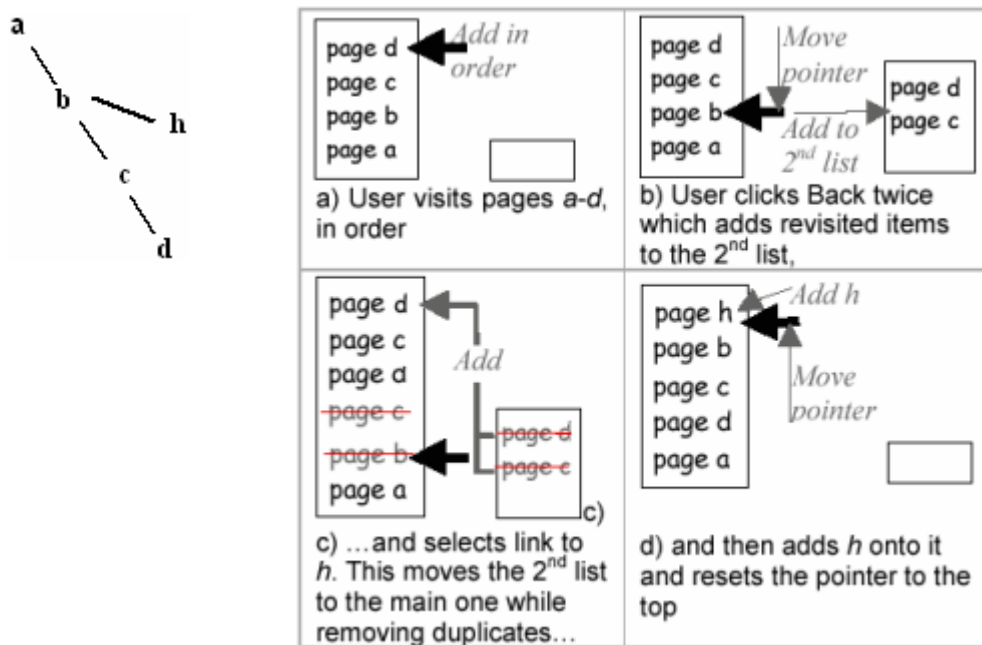 a
b
h
c
d
page d
page c
page b
page a
Add in
order
a) User visits pages a-d,
in order
page d
page c
page b
page a
Move
pointer
Add to
2nd list
page d
page c
b) User clicks Back twice
which adds revisited items
to the 2nd list,
page d
page c
page d
page c
page b
page a
Add
page d
page c
c)
c) ...and selects link to
h. This moves the 2nd list
to the main one while
removing duplicates...
page h
page b
page c
page d
page a
Add h
Move
pointer
d) and then adds h onto it
and resets the pointer to the
top